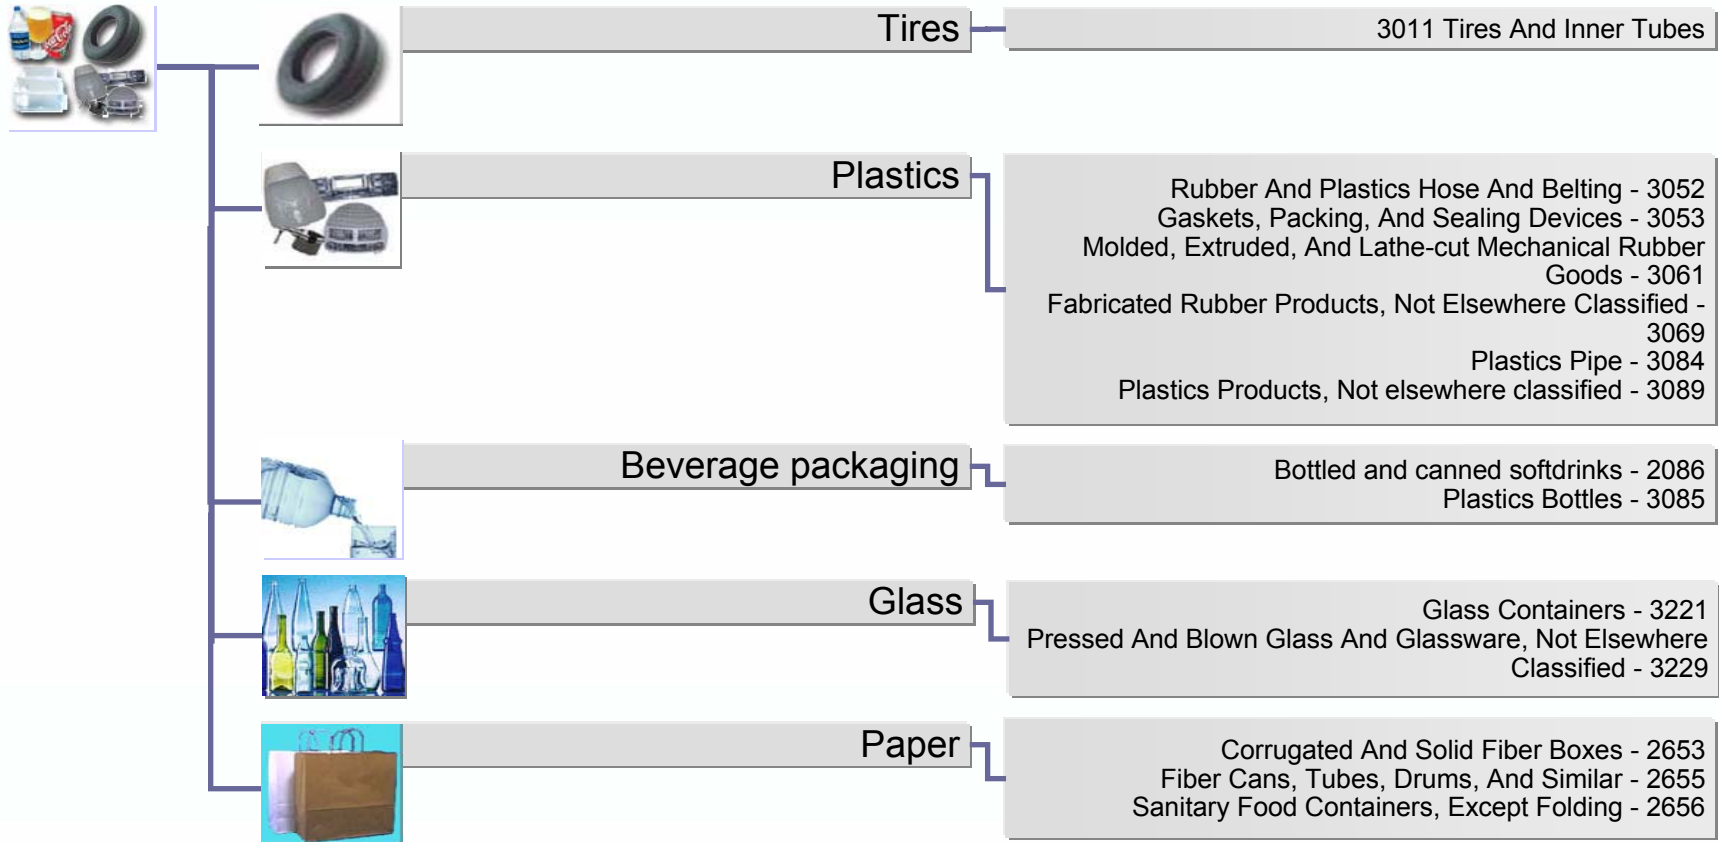 Tires
3011 Tires And Inner Tubes
Plastics
Rubber And Plastics Hose And Belting - 3052
Gaskets, Packing, And Sealing Devices - 3053
Molded, Extruded, And Lathe-cut Mechanical Rubber
Goods - 3061
Fabricated Rubber Products, Not Elsewhere Classified -
3069
Plastics Pipe - 3084
Plastics Products, Not elsewhere classified - 3089
Beverage packaging
Bottled and canned softdrinks - 2086
Plastics Bottles - 3085
Glass
Glass Containers - 3221
Pressed And Blown Glass And Glassware, Not Elsewhere
Classified - 3229
Paper
Corrugated And Solid Fiber Boxes - 2653
Fiber Cans, Tubes, Drums, And Similar - 2655
Sanitary Food Containers, Except Folding - 2656